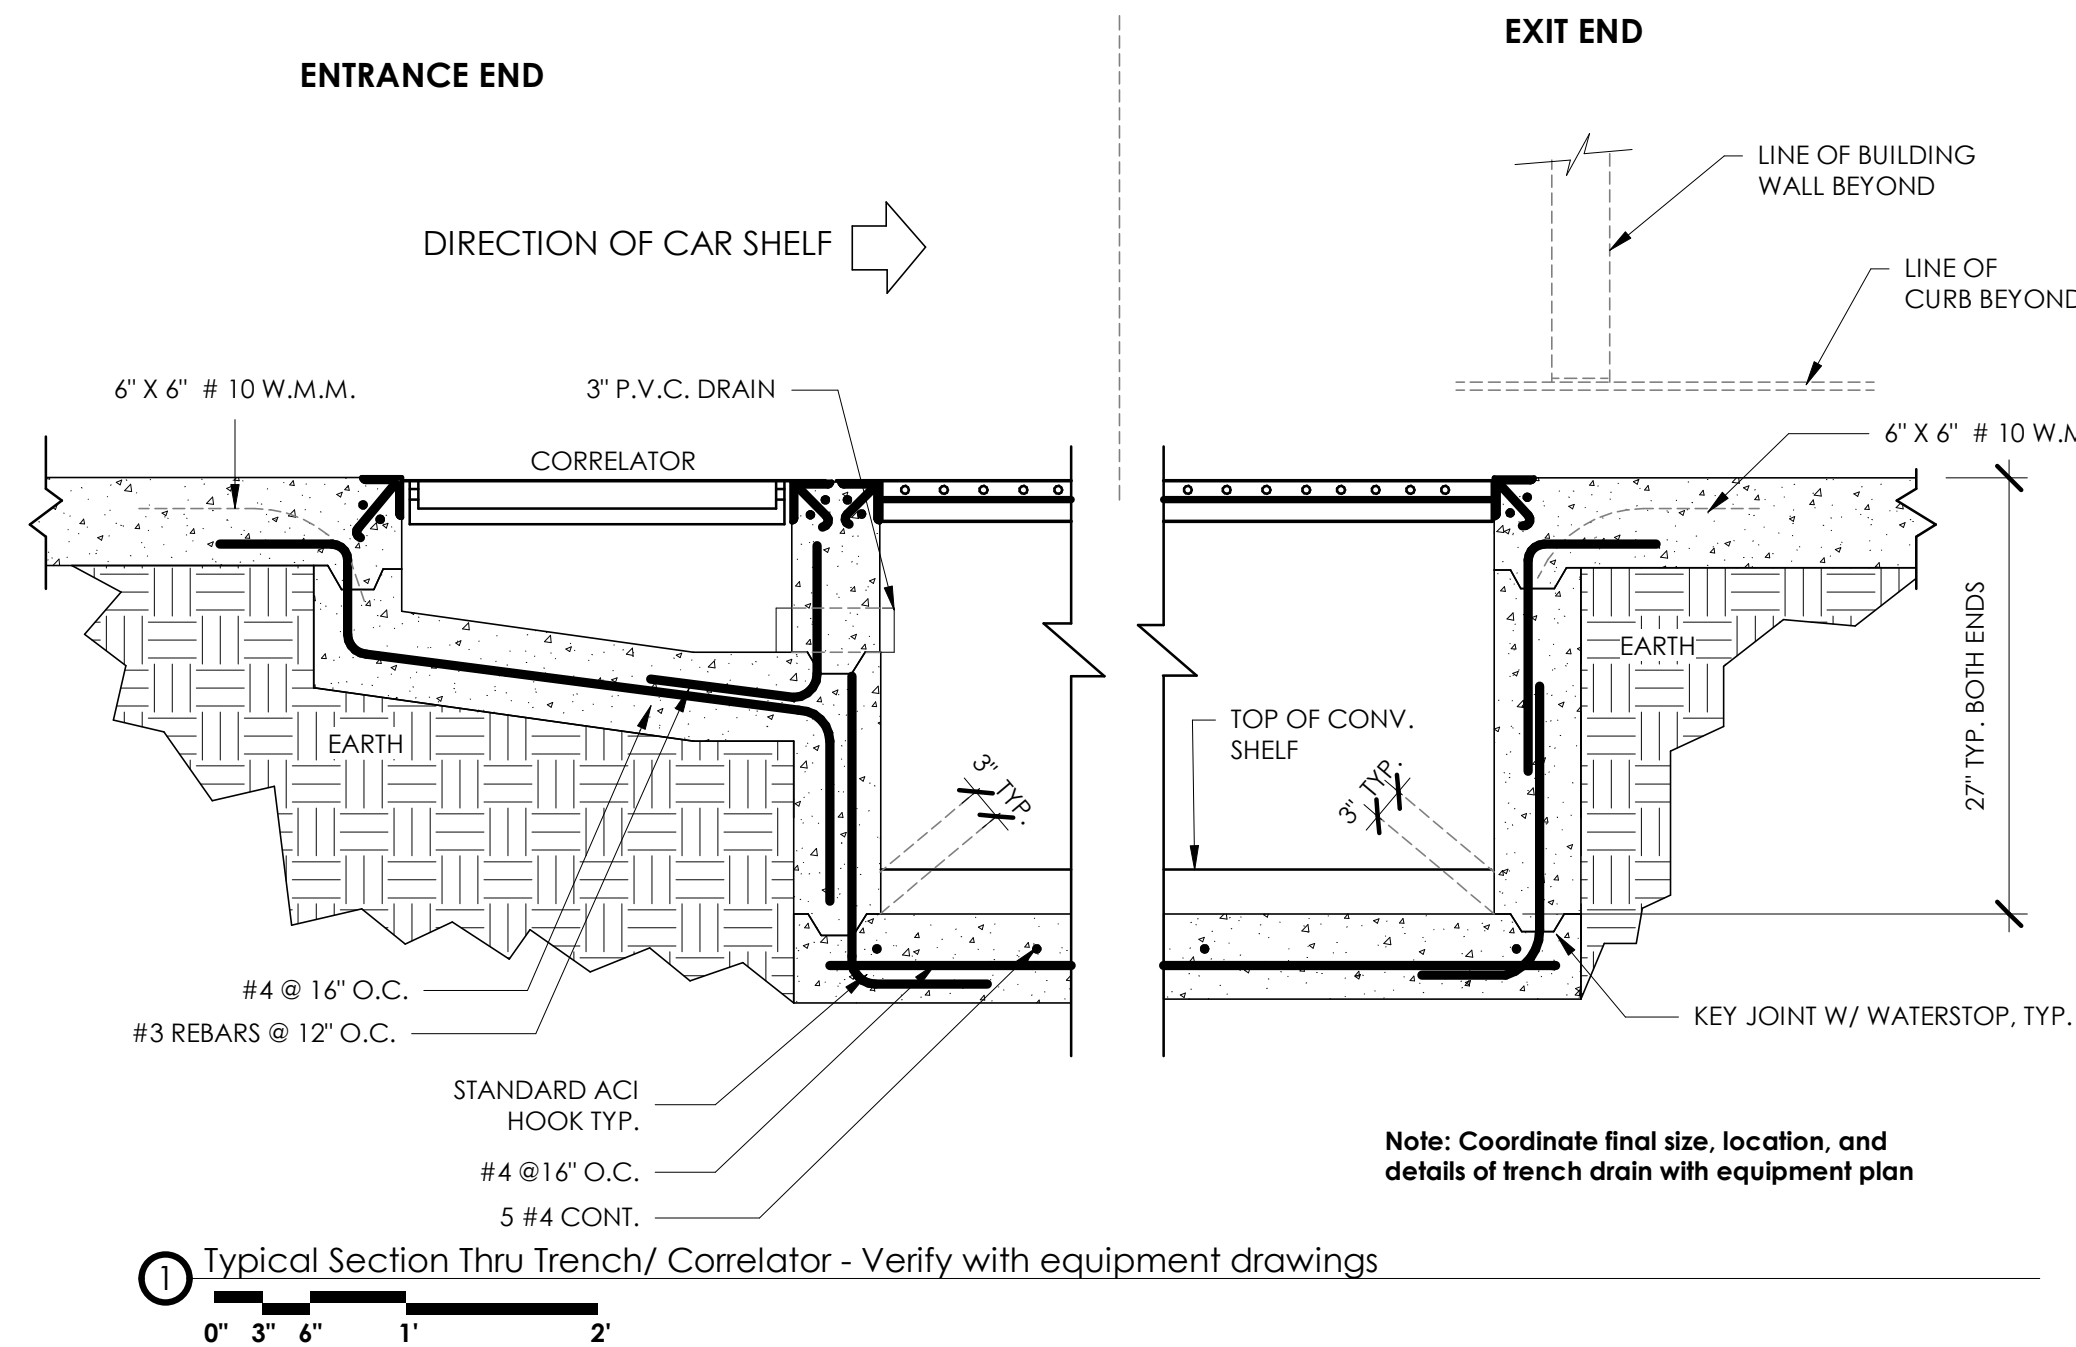 EXIT END
ENTRANCE END
LINE OF BUILDING
WALL BEYOND
DIRECTION OF CAR SHELF
LINE OF
CURB BEYOND
6" X 6" # 10 W.M.M.
3" P.V.C. DRAIN
6" X 6" # 10 W.M
CORRELATOR
EARTH
27" TYP. BOTH ENDS
TOP OF CONV.
SHELF
EARTH
3" TYP.
3" TYP.
#4 @ 16" O.C.
#3 REBARS @ 12" O.C.
KEY JOINT W/ WATERSTOP, TYP.
STANDARD ACI
HOOK TYP.
#4 @16" O.C.
5 #4 CONT.
Note: Coordinate final size, location, and
details of trench drain with equipment plan
1 Typical Section Thru Trench/ Correlator - Verify with equipment drawings
0" 3" 6" 1' 2'